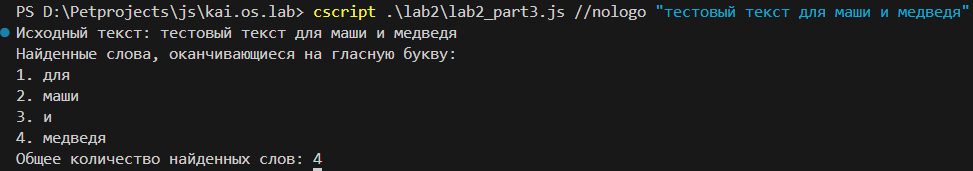 PS D:\Petprojects\js\kai.os.lab> cscript .\lab2\lab2_part3.js //nologo "тестовый текст для маши и медведя"
Исходный текст: тестовый текст для маши и медведя
Найденные слова, оканчивающиеся на гласную букву:
1. для
2. маши
3. и
4. медведя
Общее количество найденных слов: 4